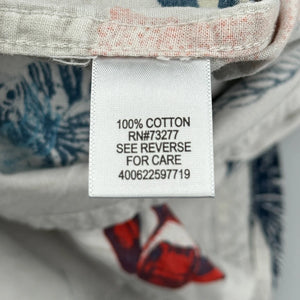 100% COTTON
RN#73277
SEE REVERSE
FOR CARE
400622597719